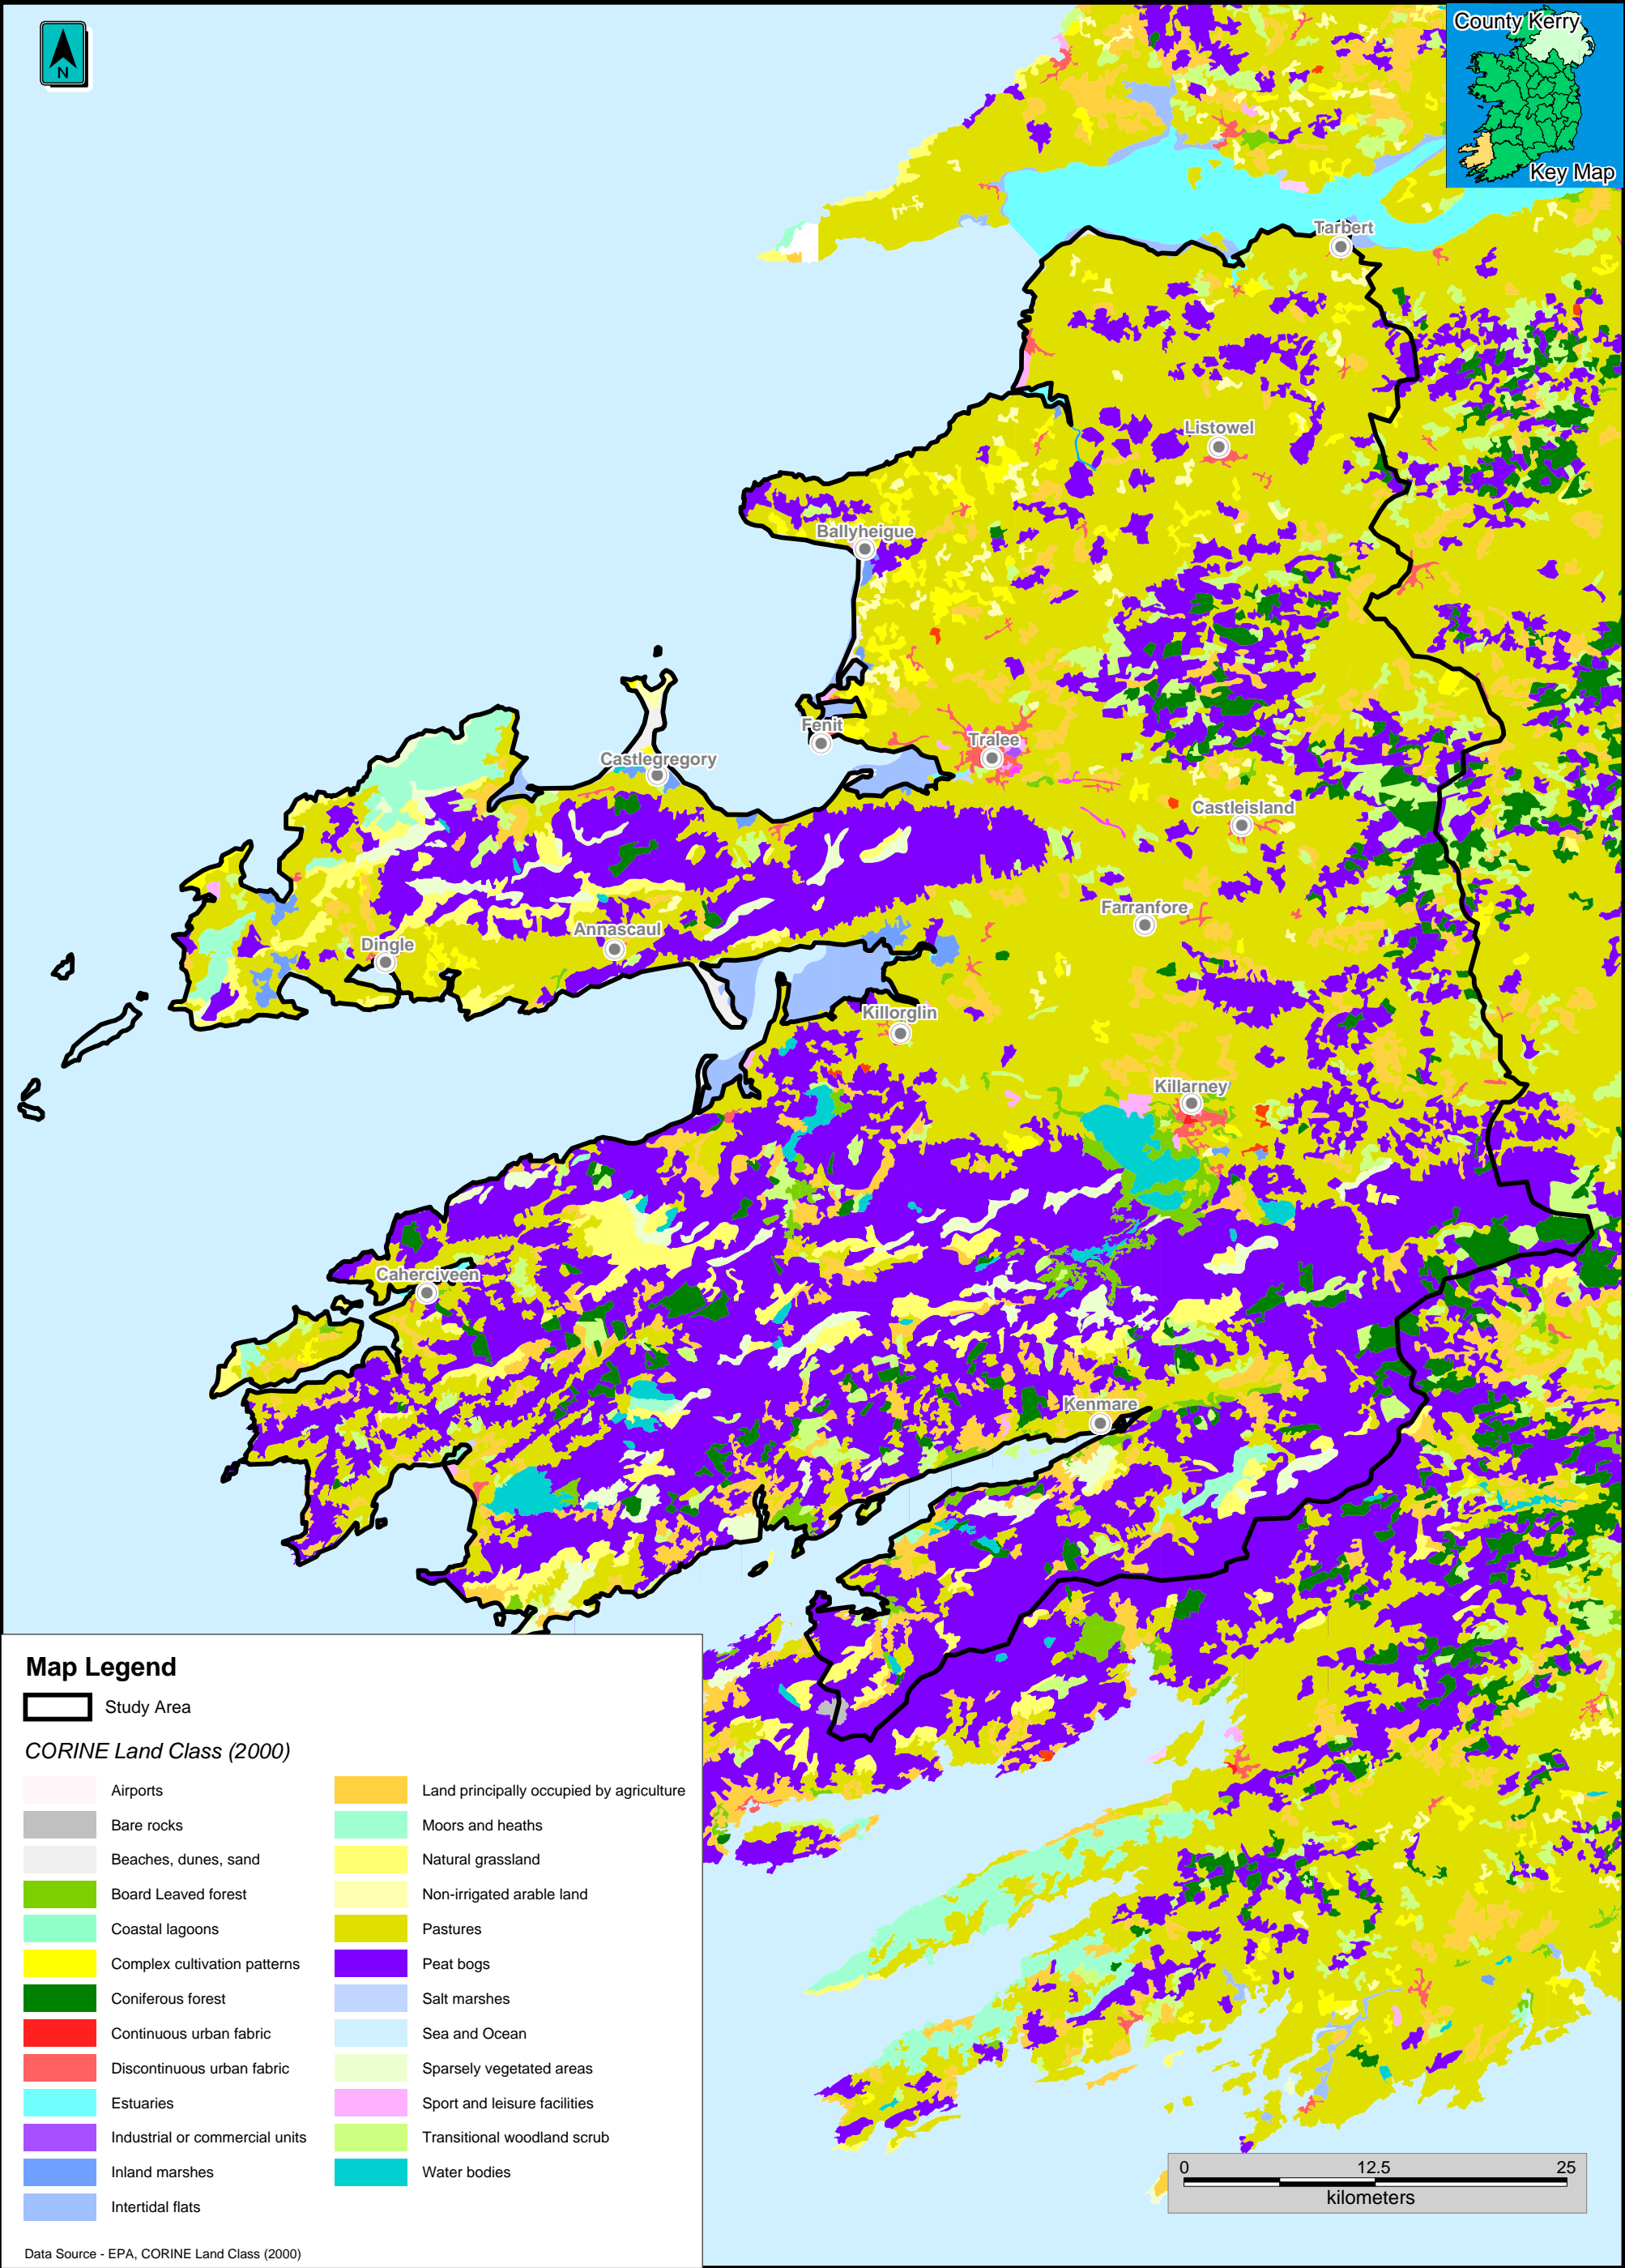 N
County Kerry
Key Map
Tarbert
Listowel
Ballyheigue
Fenit
Tralee
Castlegregory
Castleisland
Farranfore
Annascaul
Dingle
Killorglin
Killarney
Caherciveen
Kenmare
Map Legend
Study Area
CORINE Land Class (2000)
Airports
Bare rocks
Beaches, dunes, sand
Board Leaved forest
Coastal lagoons
Complex cultivation patterns
Coniferous forest
Continuous urban fabric
Discontinuous urban fabric
Estuaries
Industrial or commercial units
Inland marshes
Intertidal flats
Land principally occupied by agriculture
Moors and heaths
Natural grassland
Non-irrigated arable land
Pastures
Peat bogs
Salt marshes
Sea and Ocean
Sparsely vegetated areas
Sport and leisure facilities
Transitional woodland scrub
Water bodies
Data Source - EPA, CORINE Land Class (2000)
0 12.5 25
kilometers